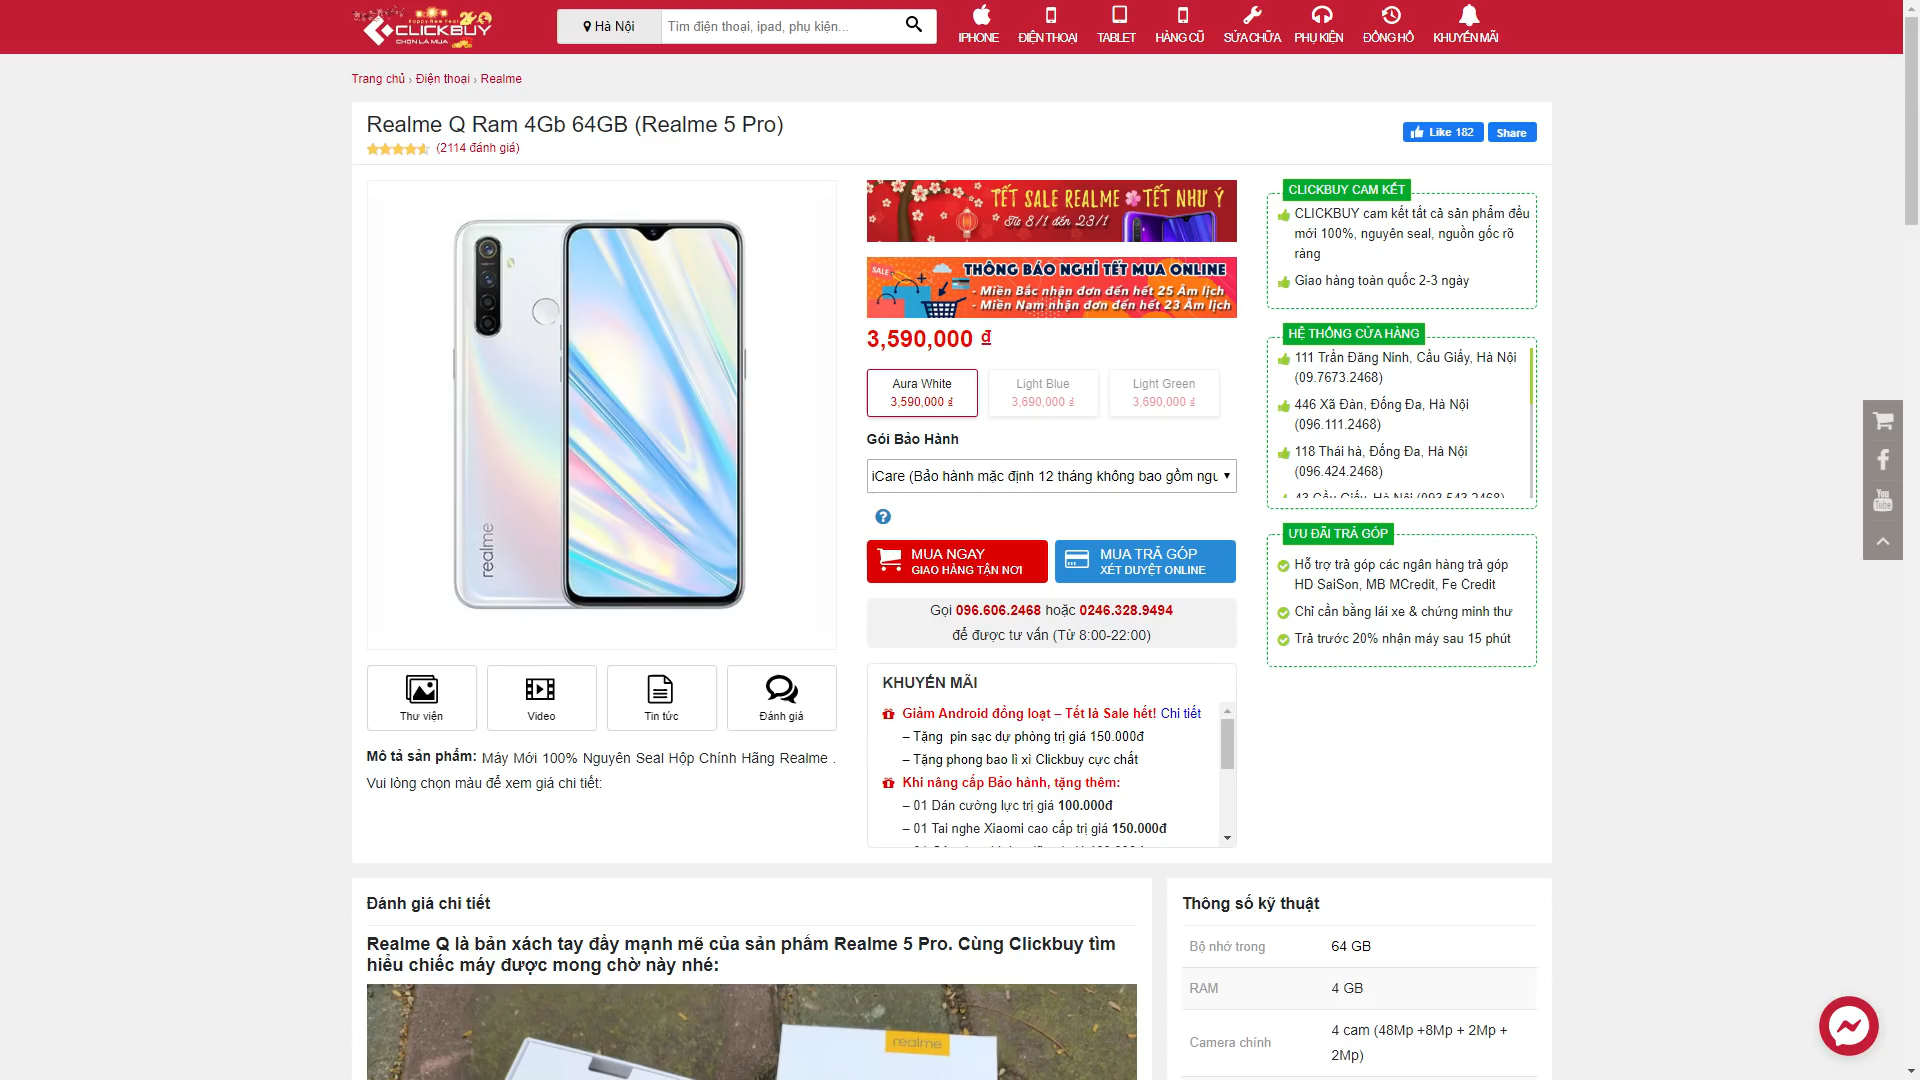 Happy New Year 2020
CLICKBUY
CHỌN LÀ MUA
Hà Nội
Tìm điện thoại, ipad, phụ kiện...
IPHONE
ĐIỆN THOẠI
TABLET
HÀNG CŨ
SỬA CHỮA
PHỤ KIỆN
ĐỒNG HỒ
KHUYẾN MÃI
Trang chủ › Điện thoại › Realme
Realme Q Ram 4Gb 64GB (Realme 5 Pro)
(2114 đánh giá)
Like 182
Share
realme
Thư viện
Video
Tin tức
Đánh giá
Mô tả sản phẩm: Máy Mới 100% Nguyên Seal Hộp Chính Hãng Realme .
Vui lòng chọn màu để xem giá chi tiết:
TẾT SALE REALME TẾT NHƯ Ý
Từ 8/1 đến 23/1
SALE
THÔNG BÁO NGHỈ TẾT MUA ONLINE
- Miền Bắc nhận đơn đến hết 25 Âm lịch
- Miền Nam nhận đơn đến hết 23 Âm lịch
3,590,000 ₫
Aura White
3,590,000 ₫
Light Blue
3,690,000 ₫
Light Green
3,690,000 ₫
Gói Bảo Hành
iCare (Bảo hành mặc định 12 tháng không bao gồm ngu
MUA NGAY
GIAO HÀNG TẬN NƠI
MUA TRẢ GÓP
XÉT DUYỆT ONLINE
Gọi 096.606.2468 hoặc 0246.328.9494
để được tư vấn (Từ 8:00-22:00)
KHUYẾN MÃI
Giảm Android đồng loạt – Tết là Sale hết! Chi tiết
– Tặng pin sạc dự phòng trị giá 150.000đ
– Tặng phong bao lì xì Clickbuy cực chất
Khi nâng cấp Bảo hành, tặng thêm:
– 01 Dán cường lực trị giá 100.000đ
– 01 Tai nghe Xiaomi cao cấp trị giá 150.000đ
CLICKBUY CAM KẾT
CLICKBUY cam kết tất cả sản phẩm đều
mới 100%, nguyên seal, nguồn gốc rõ
ràng
Giao hàng toàn quốc 2-3 ngày
HỆ THỐNG CỬA HÀNG
111 Trần Đăng Ninh, Cầu Giấy, Hà Nội
(09.7673.2468)
446 Xã Đàn, Đống Đa, Hà Nội
(096.111.2468)
118 Thái hà, Đống Đa, Hà Nội
(096.424.2468)
43 Cầu Giấy, Hà Nội (093.543.2468)
ƯU ĐÃI TRẢ GÓP
Hỗ trợ trả góp các ngân hàng trả góp
HD SaiSon, MB MCredit, Fe Credit
Chỉ cần bằng lái xe & chứng minh thư
Trả trước 20% nhận máy sau 15 phút
You
Tube
Đánh giá chi tiết
Realme Q là bản xách tay đầy mạnh mẽ của sản phẩm Realme 5 Pro. Cùng Clickbuy tìm
hiểu chiếc máy được mong chờ này nhé:
realme
Thông số kỹ thuật
Bộ nhớ trong 64 GB
RAM 4 GB
Camera chính 4 cam (48Mp +8Mp + 2Mp +
2Mp)